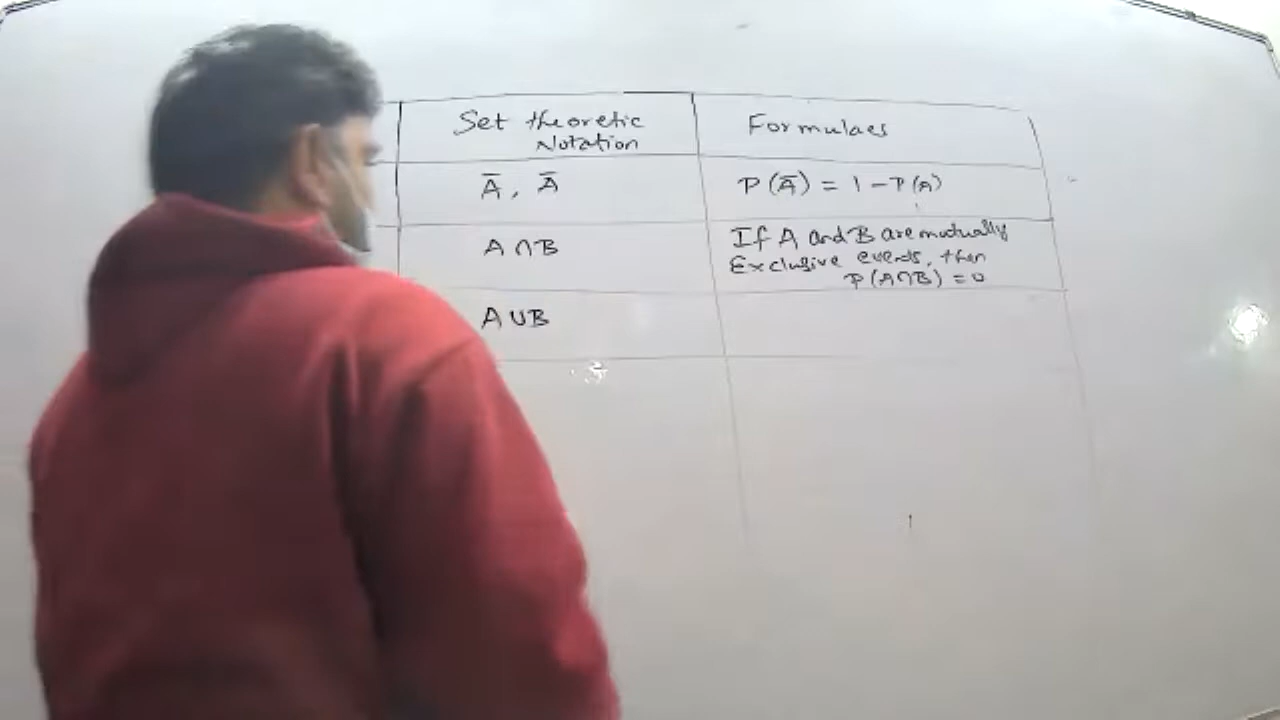 Set theoretic
Notation
Formulaes
Ā, Ā
P(Ā) = 1 - P(A)
A∩B
If A and B are mutually
Exclusive events, then
P(A∩B) = 0
A∪B